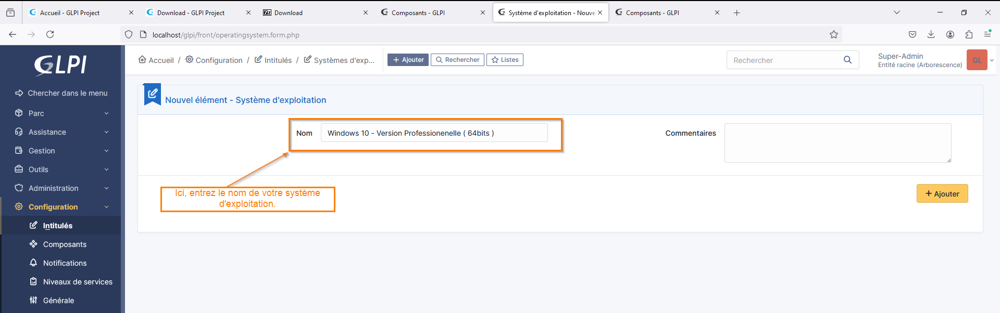 Accueil - GLPI Project
Download - GLPI Project
7z Download
Composants - GLPI
Système d'exploitation - Nouve
Composants - GLPI
localhost/glpi/front/operatingsystem.form.php
GLPI
Accueil / Configuration / Intitulés / Systèmes d'exp...
+ Ajouter
Rechercher
Listes
Rechercher
Super-Admin
Entité racine (Arborescence)
GL
Chercher dans le menu
Parc
Assistance
Gestion
Outils
Administration
Configuration
Intitulés
Composants
Notifications
Niveaux de services
Générale
Nouvel élément - Système d'exploitation
Nom
Windows 10 - Version Professionenelle ( 64bits )
Commentaires
Ici, entrez le nom de votre système
d'exploitation.
+ Ajouter